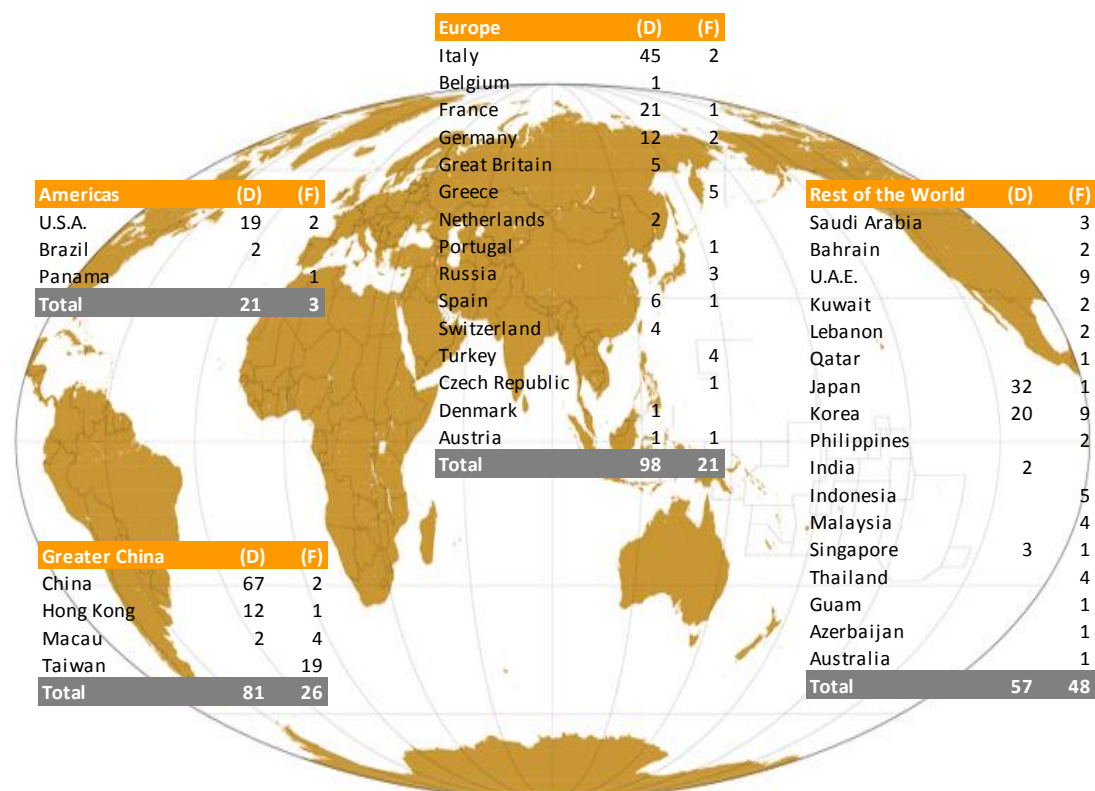 Europe (D) (F)
Italy 45 2
Belgium 1
France 21 1
Germany 12 2
Great Britain 5
Greece 5
Netherlands 2
Portugal 1
Russia 3
Spain 6 1
Switzerland 4
Turkey 4
Czech Republic 1
Denmark 1
Austria 1 1
Total 98 21
Americas (D) (F)
U.S.A. 19 2
Brazil 2
Panama 1
Total 21 3
Rest of the World (D) (F)
Saudi Arabia 3
Bahrain 2
U.A.E. 9
Kuwait 2
Lebanon 2
Qatar 1
Japan 32 1
Korea 20 9
Philippines 2
India 2
Indonesia 5
Malaysia 4
Singapore 3 1
Thailand 4
Guam 1
Azerbaijan 1
Australia 1
Total 57 48
Greater China (D) (F)
China 67 2
Hong Kong 12 1
Macau 2 4
Taiwan 19
Total 81 26